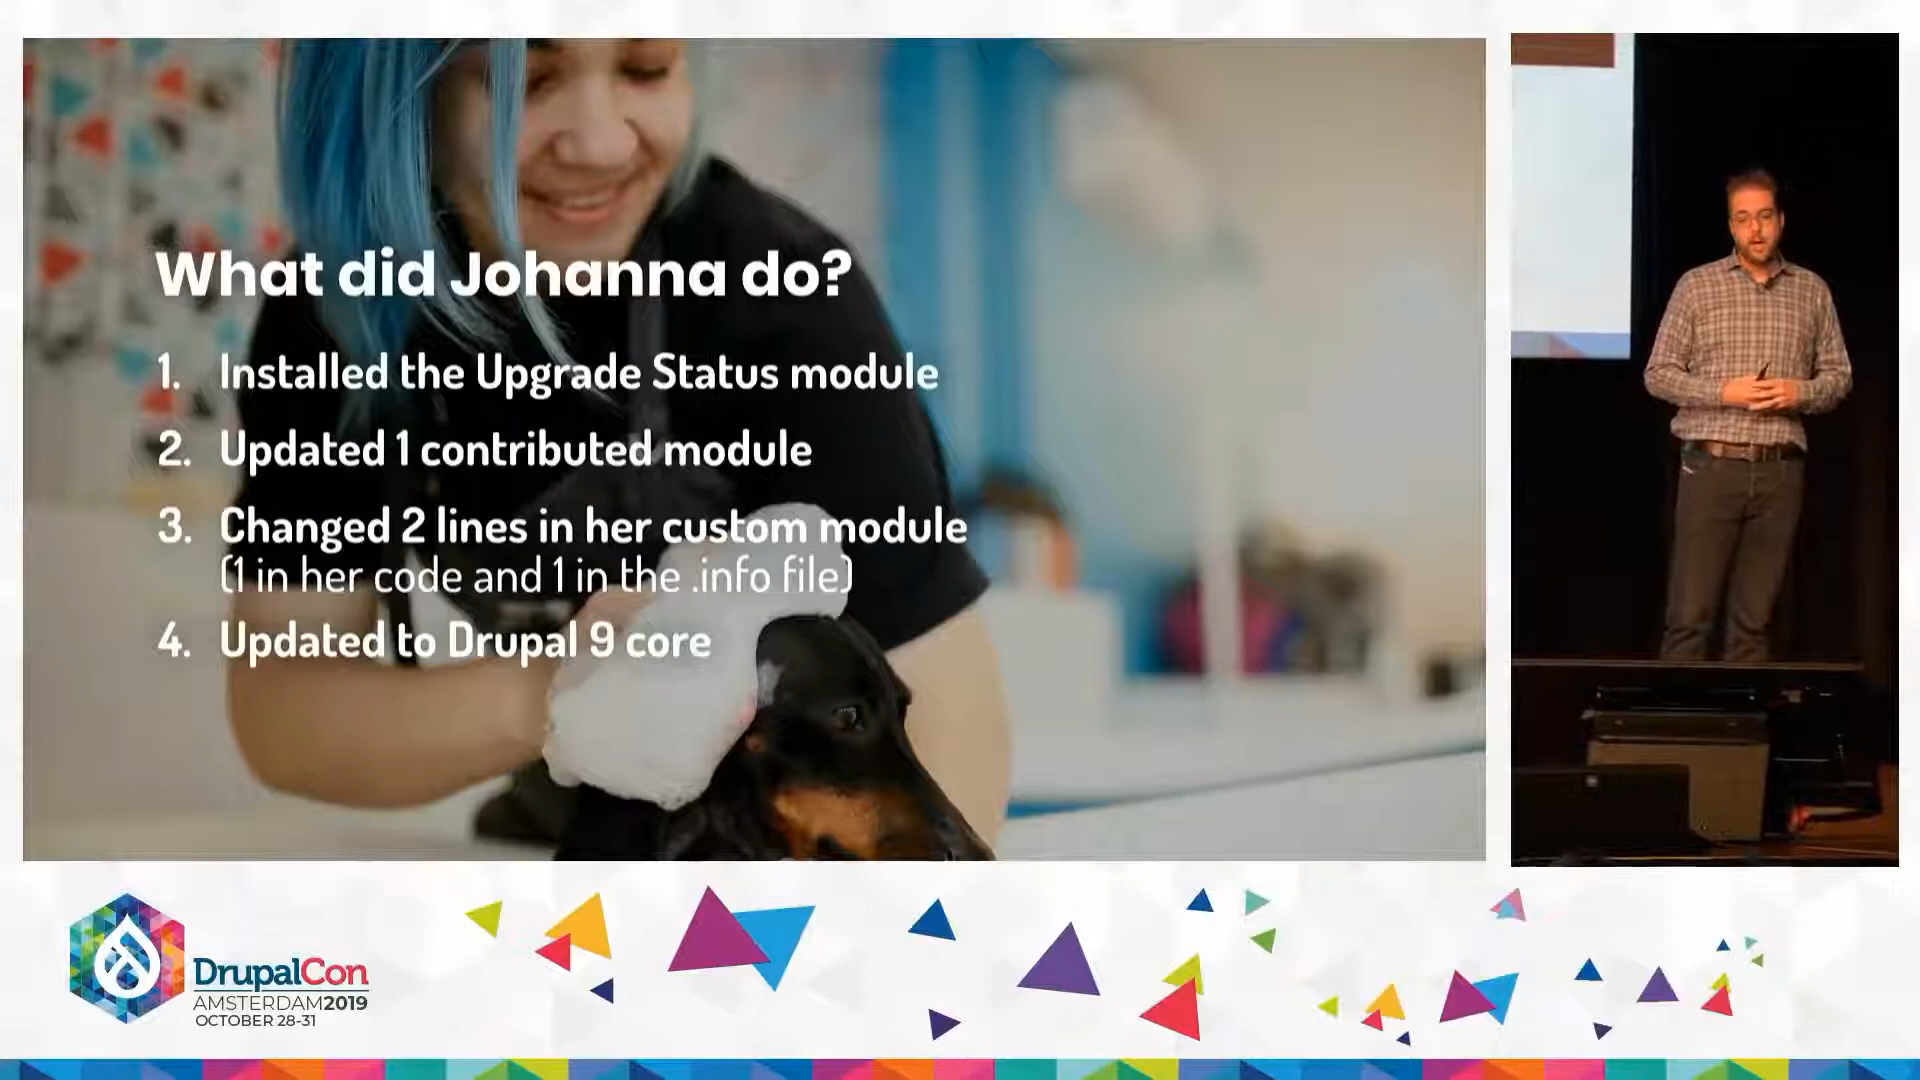 What did Johanna do?
1. Installed the Upgrade Status module
2. Updated 1 contributed module
3. Changed 2 lines in her custom module
(1 in her code and 1 in the .info file)
4. Updated to Drupal 9 core
DrupalCon
AMSTERDAM2019
OCTOBER 28-31